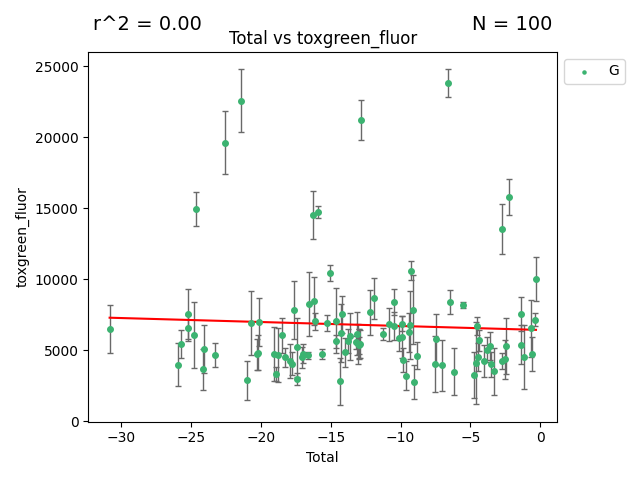 r^2 = 0.00
N = 100
Total vs toxgreen_fluor
G
toxgreen_fluor
25000
20000
15000
10000
5000
0
−30 −25 −20 −15 −10 −5 0
Total